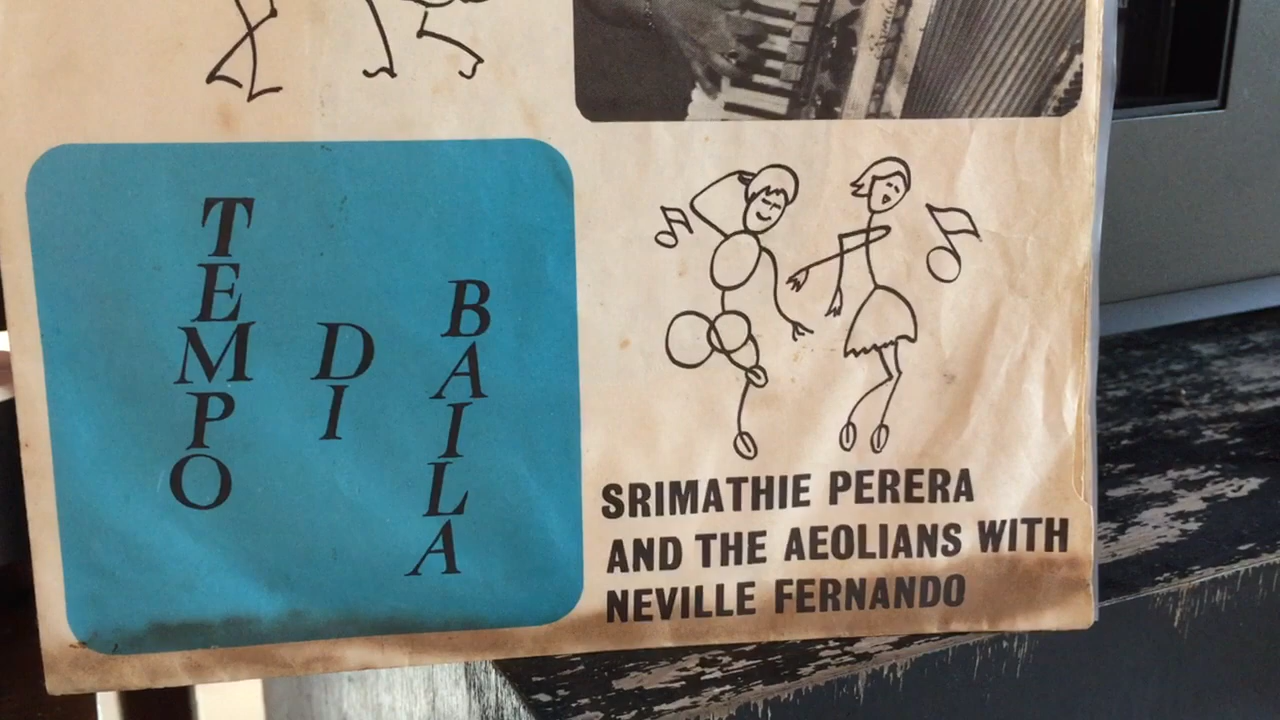 TEMPO
DI
BAILA
SRIMATHIE PERERA
AND THE AEOLIANS WITH
NEVILLE FERNANDO